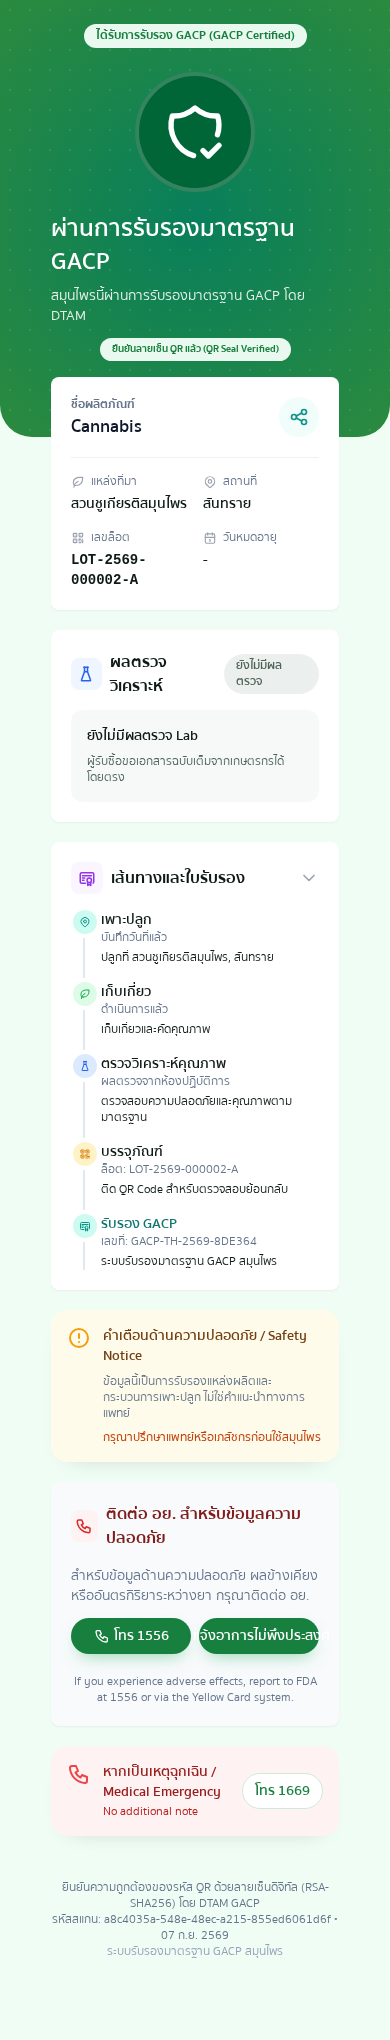 ได้รับการรับรอง GACP (GACP Certified)
ผ่านการรับรองมาตรฐาน
GACP
สมุนไพรนี้ผ่านการรับรองมาตรฐาน GACP โดย
DTAM
ยืนยันลายเซ็น QR แล้ว (QR Seal Verified)
ชื่อผลิตภัณฑ์
Cannabis
แหล่งที่มา
สวนชูเกียรติสมุนไพร
สถานที่
สันทราย
เลขล็อต
LOT-2569-
000002-A
วันหมดอายุ
-
ผลตรวจ
วิเคราะห์
ยังไม่มีผล
ตรวจ
ยังไม่มีผลตรวจ Lab
ผู้รับซื้อขอเอกสารฉบับเต็มจากเกษตรกรได้
โดยตรง
เส้นทางและใบรับรอง
เพาะปลูก
บันทึกวันที่แล้ว
ปลูกที่ สวนชูเกียรติสมุนไพร, สันทราย
เก็บเกี่ยว
ดำเนินการแล้ว
เก็บเกี่ยวและคัดคุณภาพ
ตรวจวิเคราะห์คุณภาพ
ผลตรวจจากห้องปฏิบัติการ
ตรวจสอบความปลอดภัยและคุณภาพตาม
มาตรฐาน
บรรจุภัณฑ์
ล็อต: LOT-2569-000002-A
ติด QR Code สำหรับตรวจสอบย้อนกลับ
รับรอง GACP
เลขที่: GACP-TH-2569-8DE364
ระบบรับรองมาตรฐาน GACP สมุนไพร
คำเตือนด้านความปลอดภัย / Safety
Notice
ข้อมูลนี้เป็นการรับรองแหล่งผลิตและ
กระบวนการเพาะปลูก ไม่ใช่คำแนะนำทางการ
แพทย์
กรุณาปรึกษาแพทย์หรือเภสัชกรก่อนใช้สมุนไพร
ติดต่อ อย. สำหรับข้อมูลความ
ปลอดภัย
สำหรับข้อมูลด้านความปลอดภัย ผลข้างเคียง
หรืออันตรกิริยาระหว่างยา กรุณาติดต่อ อย.
โทร 1556
จ้งอาการไม่พึงประสงค์
If you experience adverse effects, report to FDA
at 1556 or via the Yellow Card system.
หากเป็นเหตุฉุกเฉิน /
Medical Emergency
No additional note
โทร 1669
ยืนยันความถูกต้องของรหัส QR ด้วยลายเซ็นดิจิทัล (RSA-
SHA256) โดย DTAM GACP
รหัสสแกน: a8c4035a-548e-48ec-a215-855ed6061d6f •
07 ก.ย. 2569
ระบบรับรองมาตรฐาน GACP สมุนไพร